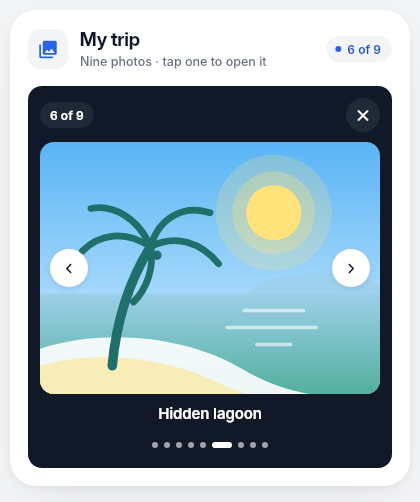 My trip
Nine photos · tap one to open it
6 of 9
6 of 9
Hidden lagoon